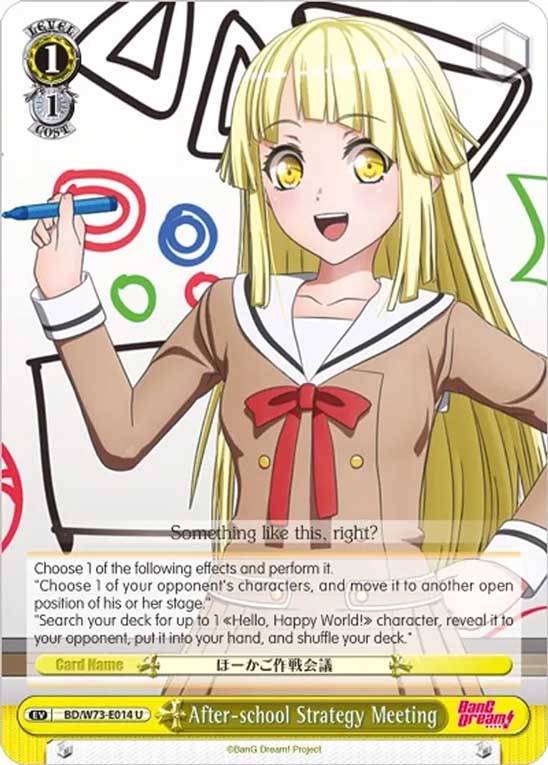 LEVEL
1
1
COST
Something like this, right?
Choose 1 of the following effects and perform it.
"Choose 1 of your opponent's characters, and move it to another open
position of his or her stage."
"Search your deck for up to 1 «Hello, Happy World!» character, reveal it to
your opponent, put it into your hand, and shuffle your deck."
Card Name ほーかご作戦会議
EV BD/W73-E014 U After-school Strategy Meeting BanG Dream!
©BanG Dream! Project